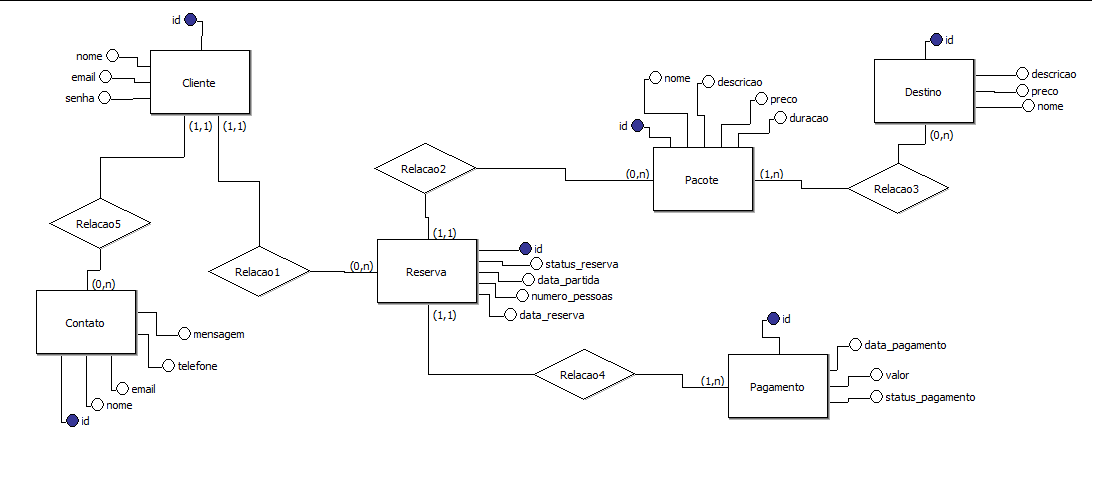 id
nome
email
senha
Cliente
(1,1)
(1,1)
id
descricao
preco
nome
Destino
(0,n)
nome
descricao
preco
duracao
id
Pacote
(0,n)
(1,n)
Relacao2
Relacao3
Relacao5
Relacao1
(1,1)
(0,n)
Reserva
id
status_reserva
data_partida
numero_pessoas
data_reserva
(1,1)
(0,n)
Contato
mensagem
telefone
email
nome
id
Relacao4
(1,n)
id
Pagamento
data_pagamento
valor
status_pagamento